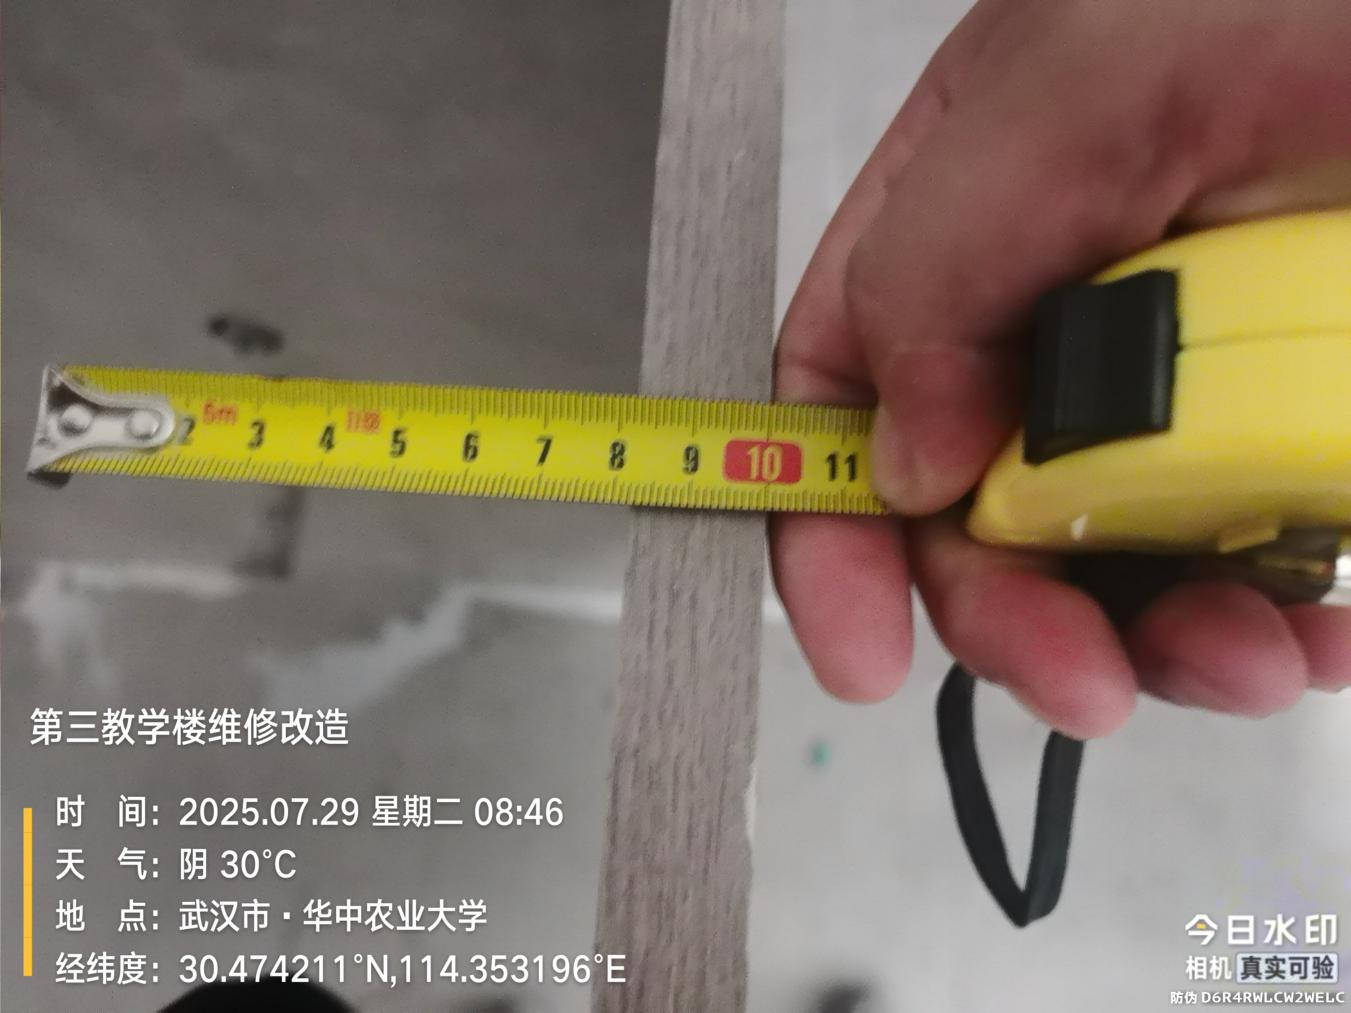 2 5m 3 4 5 6 7 8 9 10 11
第三教学楼维修改造
时 间：2025.07.29 星期二 08:46
天 气：阴 30°C
地 点：武汉市·华中农业大学
经纬度：30.474211°N,114.353196°E
今日水印
相机 真实可验
防伪 D6R4RWLCW2WELC